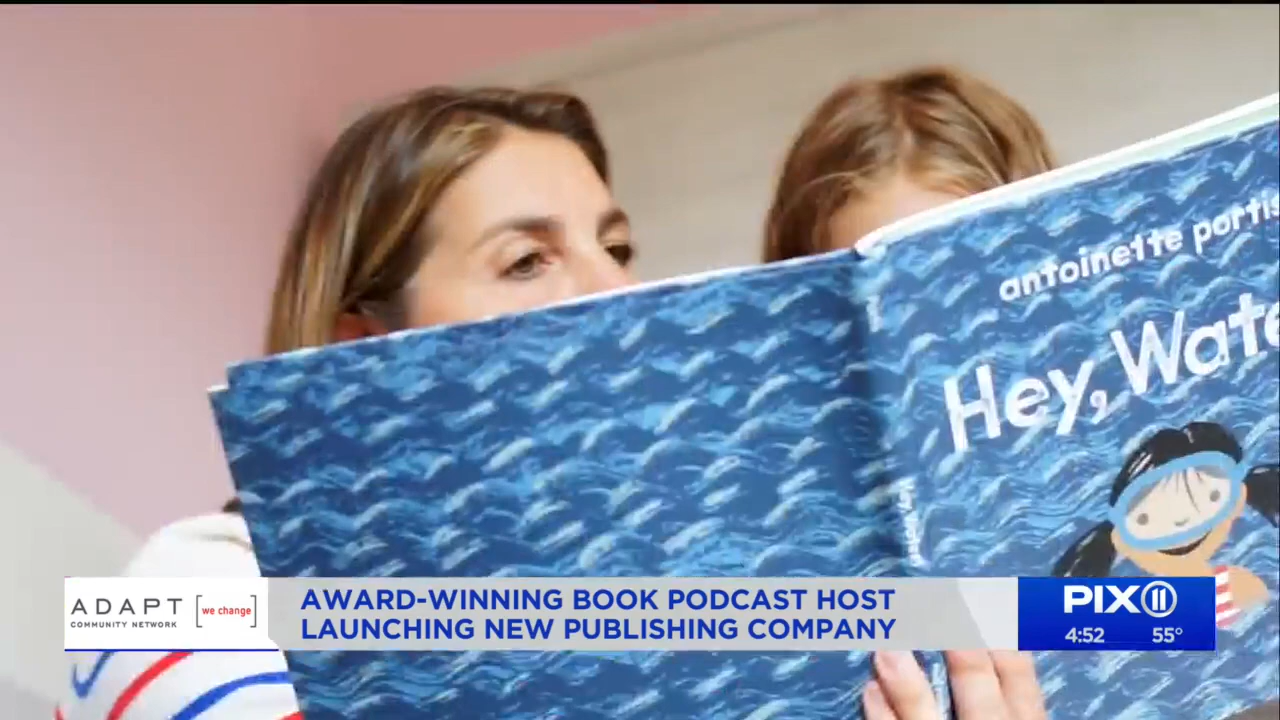 antoinette portis
Hey, Wate
ADAPT
COMMUNITY NETWORK
[we change]
AWARD-WINNING BOOK PODCAST HOST
LAUNCHING NEW PUBLISHING COMPANY
PIX11
4:52 55°